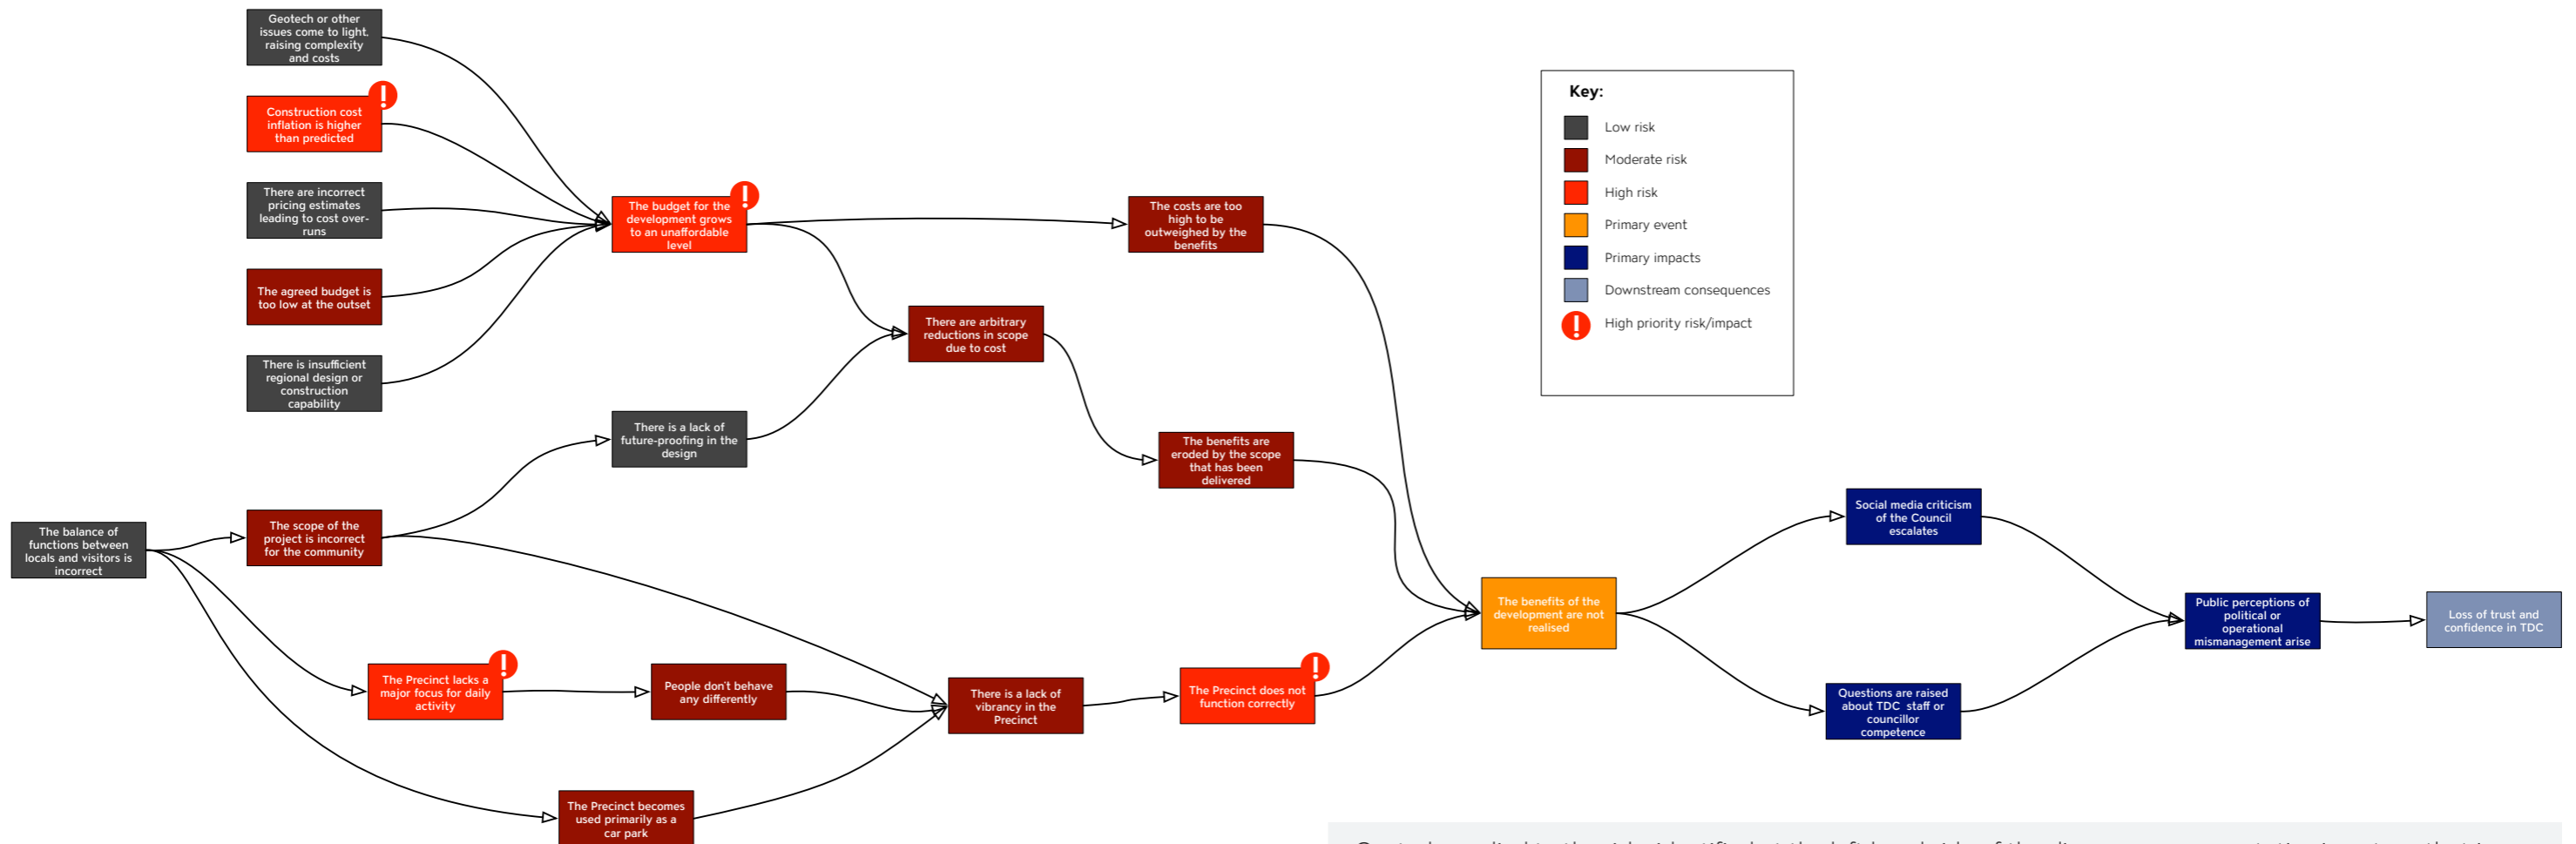 Geotech or other
issues come to light,
raising complexity
and costs
Construction cost
inflation is higher
than predicted
There are incorrect
pricing estimates
leading to cost over-
runs
The agreed budget is
too low at the outset
There is insufficient
regional design or
construction
capability
The budget for the
development grows
to an unaffordable
level
The costs are too
high to be
outweighed by the
benefits
There are arbitrary
reductions in scope
due to cost
There is a lack of
future-proofing in the
design
The benefits are
eroded by the scope
that has been
delivered
The balance of
functions between
locals and visitors is
incorrect
The scope of the
project is incorrect
for the community
The Precinct lacks a
major focus for daily
activity
People don't behave
any differently
There is a lack of
vibrancy in the
Precinct
The Precinct does not
function correctly
The Precinct becomes
used primarily as a
car park
Key:
Low risk
Moderate risk
High risk
Primary event
Primary impacts
Downstream consequences
High priority risk/impact
The benefits of the
development are not
realised
Social media criticism
of the Council
escalates
Questions are raised
about TDC staff or
councillor
competence
Public perceptions of
political or
operational
mismanagement arise
Loss of trust and
confidence in TDC